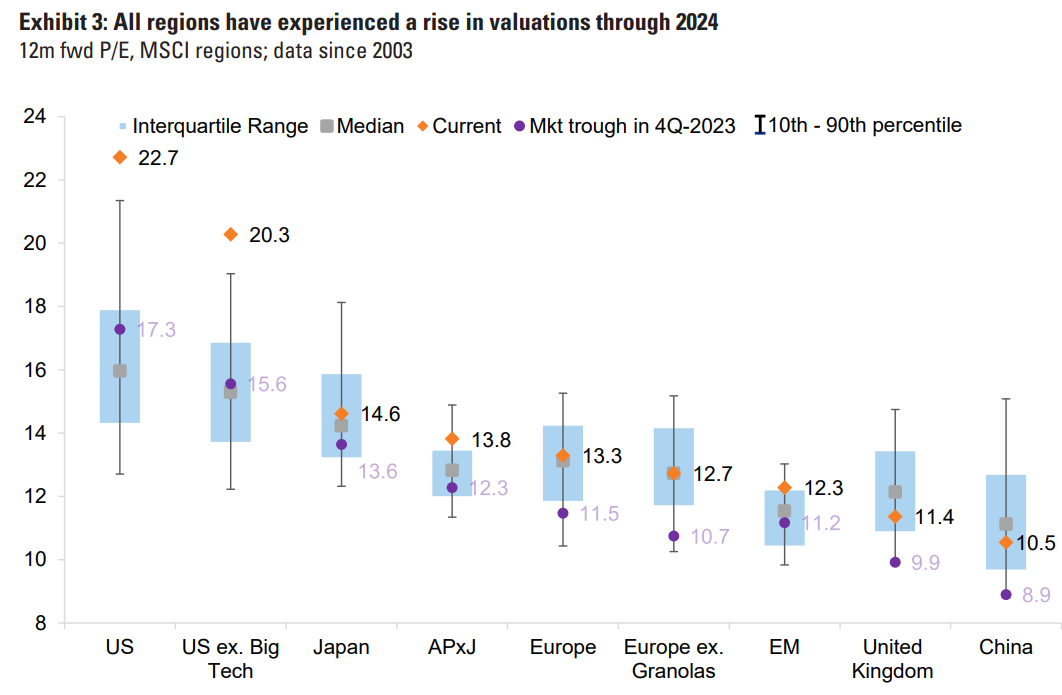 Exhibit 3: All regions have experienced a rise in valuations through 2024
12m fwd P/E, MSCI regions; data since 2003
24
22
20
18
16
14
12
10
8
Interquartile Range Median Current Mkt trough in 4Q-2023 10th - 90th percentile
22.7
17.3
20.3
15.6
14.6
13.6
13.8
12.3
13.3
11.5
12.7
10.7
12.3
11.2
11.4
9.9
10.5
8.9
US
US ex. Big
Tech
Japan
APxJ
Europe
Europe ex.
Granolas
EM
United
Kingdom
China